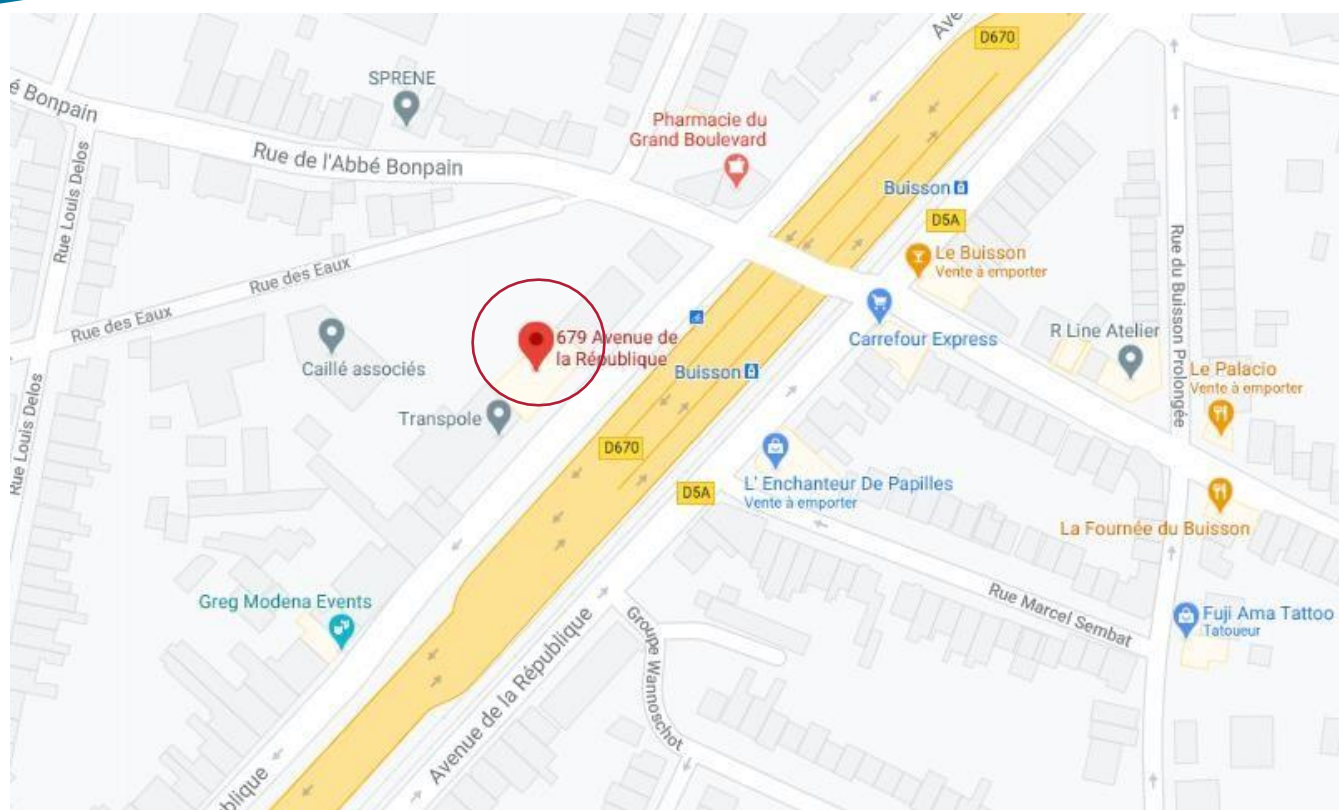 Ave
D670
SPRENE
é Bonpain
Pharmacie du
Grand Boulevard
Rue Louis Delos
Rue de l'Abbé Bonpain
Buisson
D5A
Le Buisson
Vente à emporter
Rue du Buisson Prolongée
Rue des Eaux
Rue des Eaux
679 Avenue de
la République
Carrefour Express
R Line Atelier
Caillé associés
Buisson
Le Palacio
Vente à emporter
Transpole
Rue Louis Delos
D670
D5A
L' Enchanteur De Papilles
Vente à emporter
La Fournée du Buisson
Greg Modena Events
Rue Marcel Sembat
Groupe Wannoschot
Fuji Ama Tattoo
Tatoueur
Avenue de la République
blique